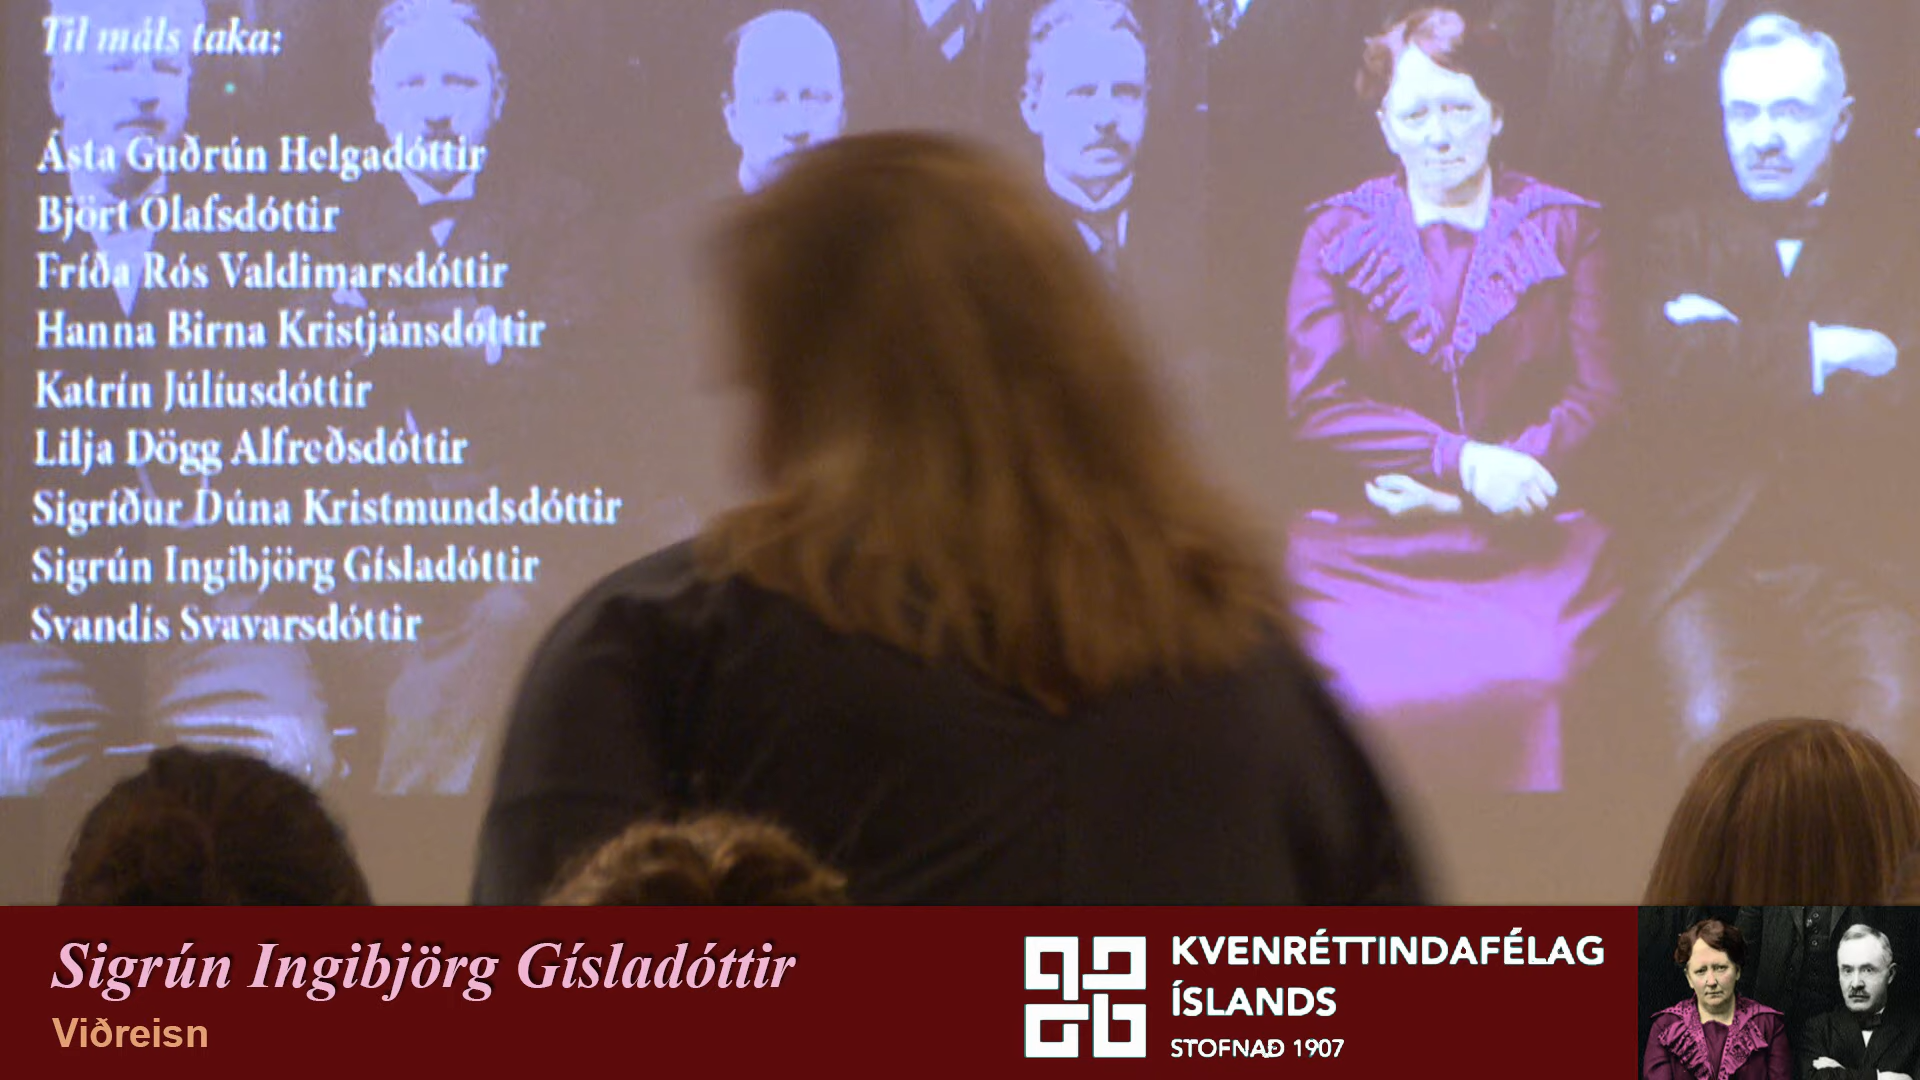 Til máls taka:
Ásta Guðrún Helgadóttir
Björt Ólafsdóttir
Fríða Rós Valdimarsdóttir
Hanna Birna Kristjánsdóttir
Katrín Júlíusdóttir
Lilja Dögg Alfreðsdóttir
Sigríður Dúna Kristmundsdóttir
Sigrún Ingibjörg Gísladóttir
Svandís Svavarsdóttir
Sigrún Ingibjörg Gísladóttir
Viðreisn
KVENRÉTTINDAFÉLAG
ÍSLANDS
STOFNAÐ 1907